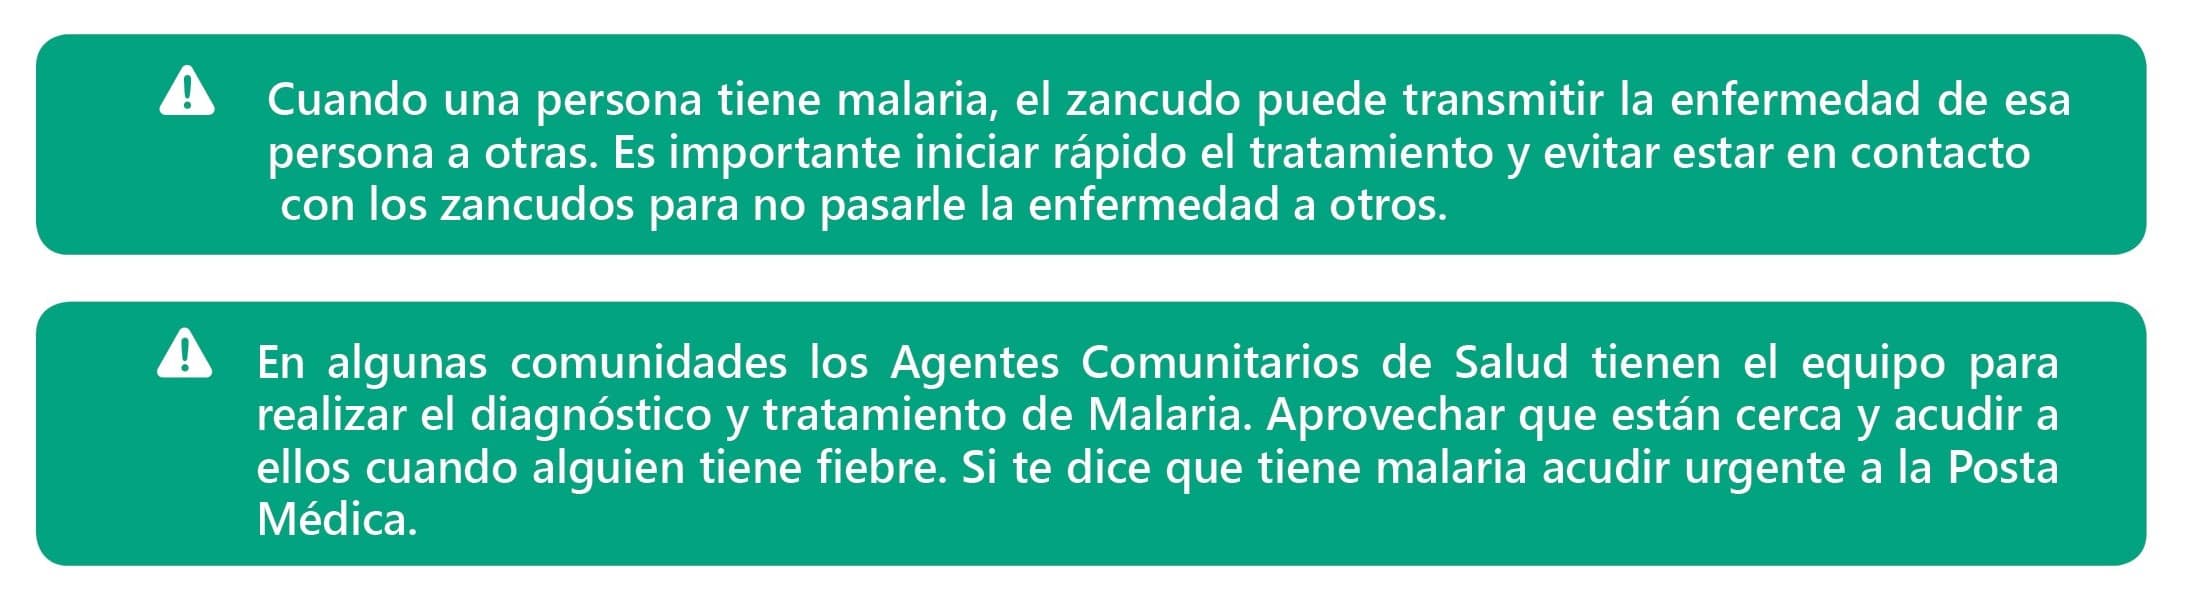 Cuando una persona tiene malaria, el zancudo puede transmitir la enfermedad de esa
persona a otras. Es importante iniciar rápido el tratamiento y evitar estar en contacto
con los zancudos para no pasarle la enfermedad a otros.
En algunas comunidades los Agentes Comunitarios de Salud tienen el equipo para
realizar el diagnóstico y tratamiento de Malaria. Aprovechar que están cerca y acudir a
ellos cuando alguien tiene fiebre. Si te dice que tiene malaria acudir urgente a la Posta
Médica.